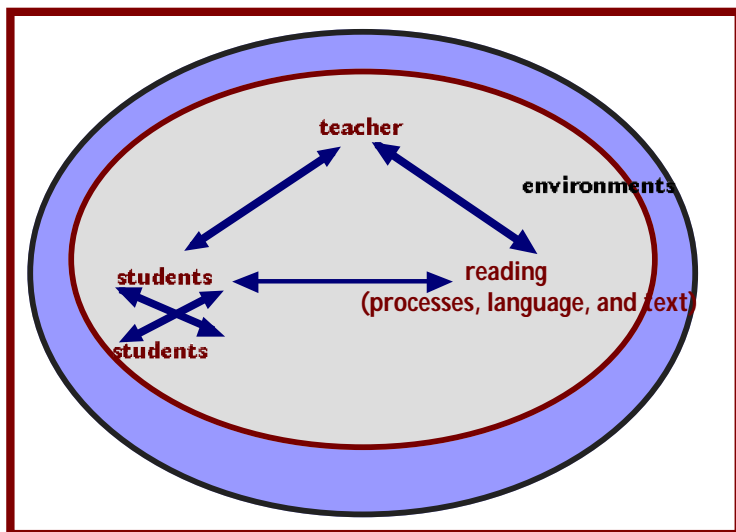 teacher
environments
students
reading
(processes, language, and text)
students